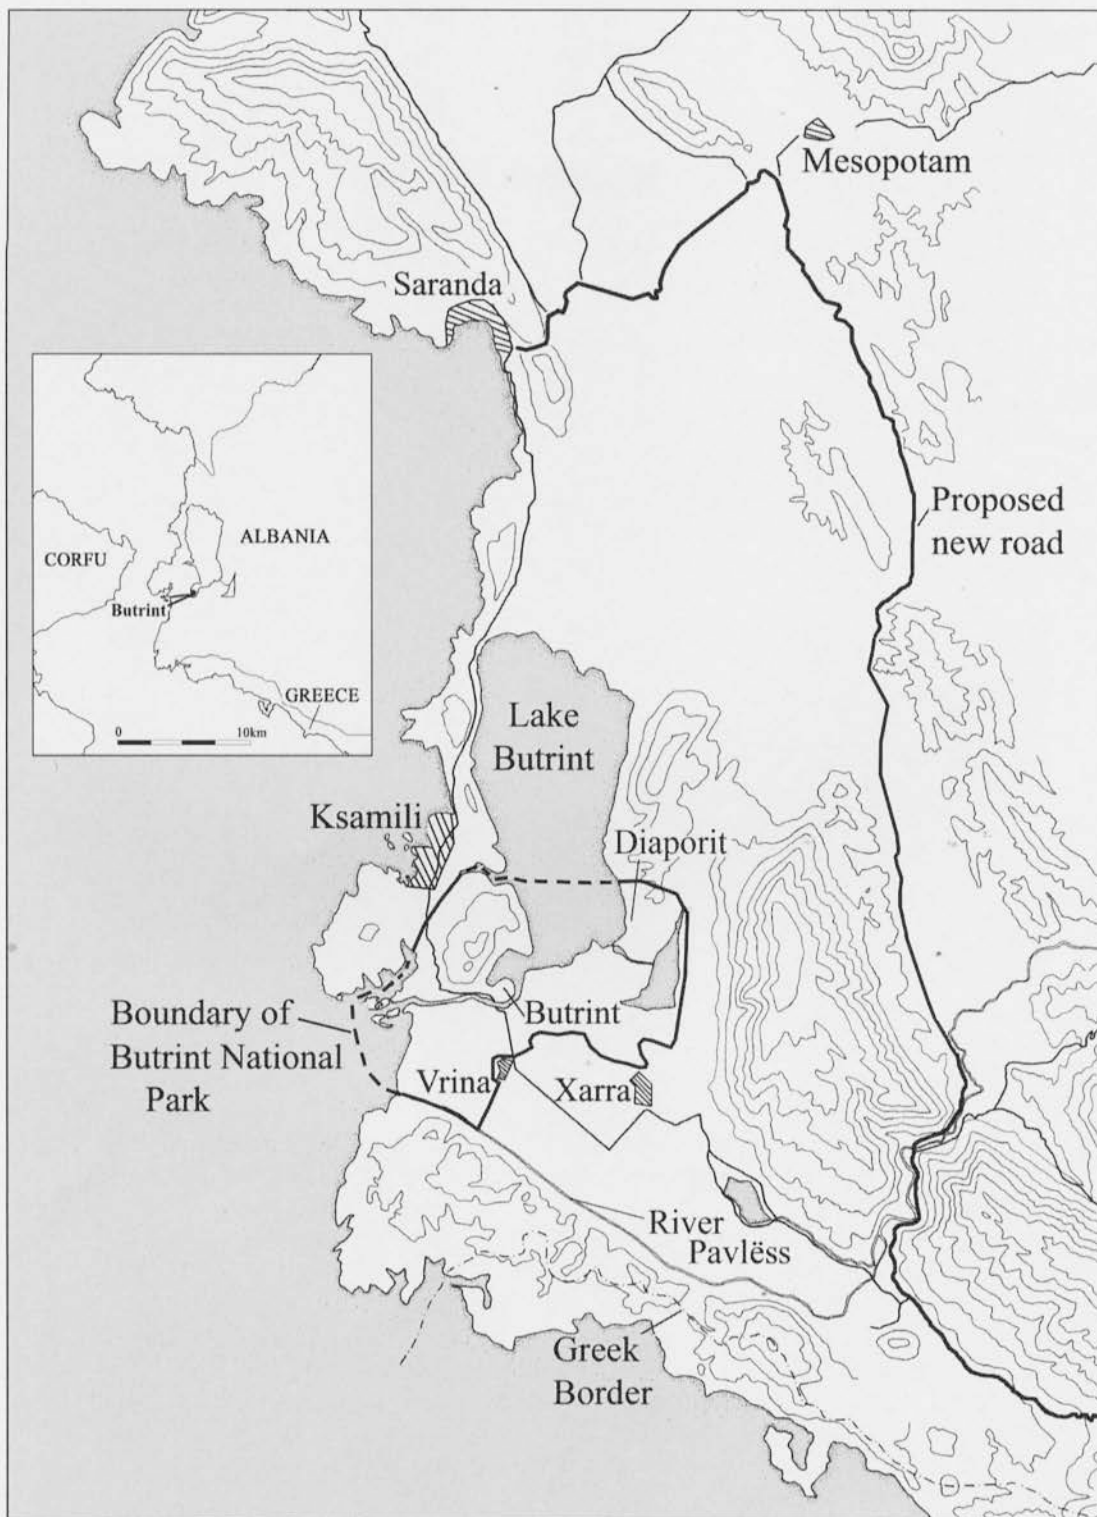 Mesopotam
Saranda
Proposed
new road
CORFU
ALBANIA
Butrint
GREECE
0
10km
Lake
Butrint
Ksamili
Diaporit
Boundary of
Butrint National
Park
Butrint
Vrina
Xarra
River
Pavlëss
Greek
Border